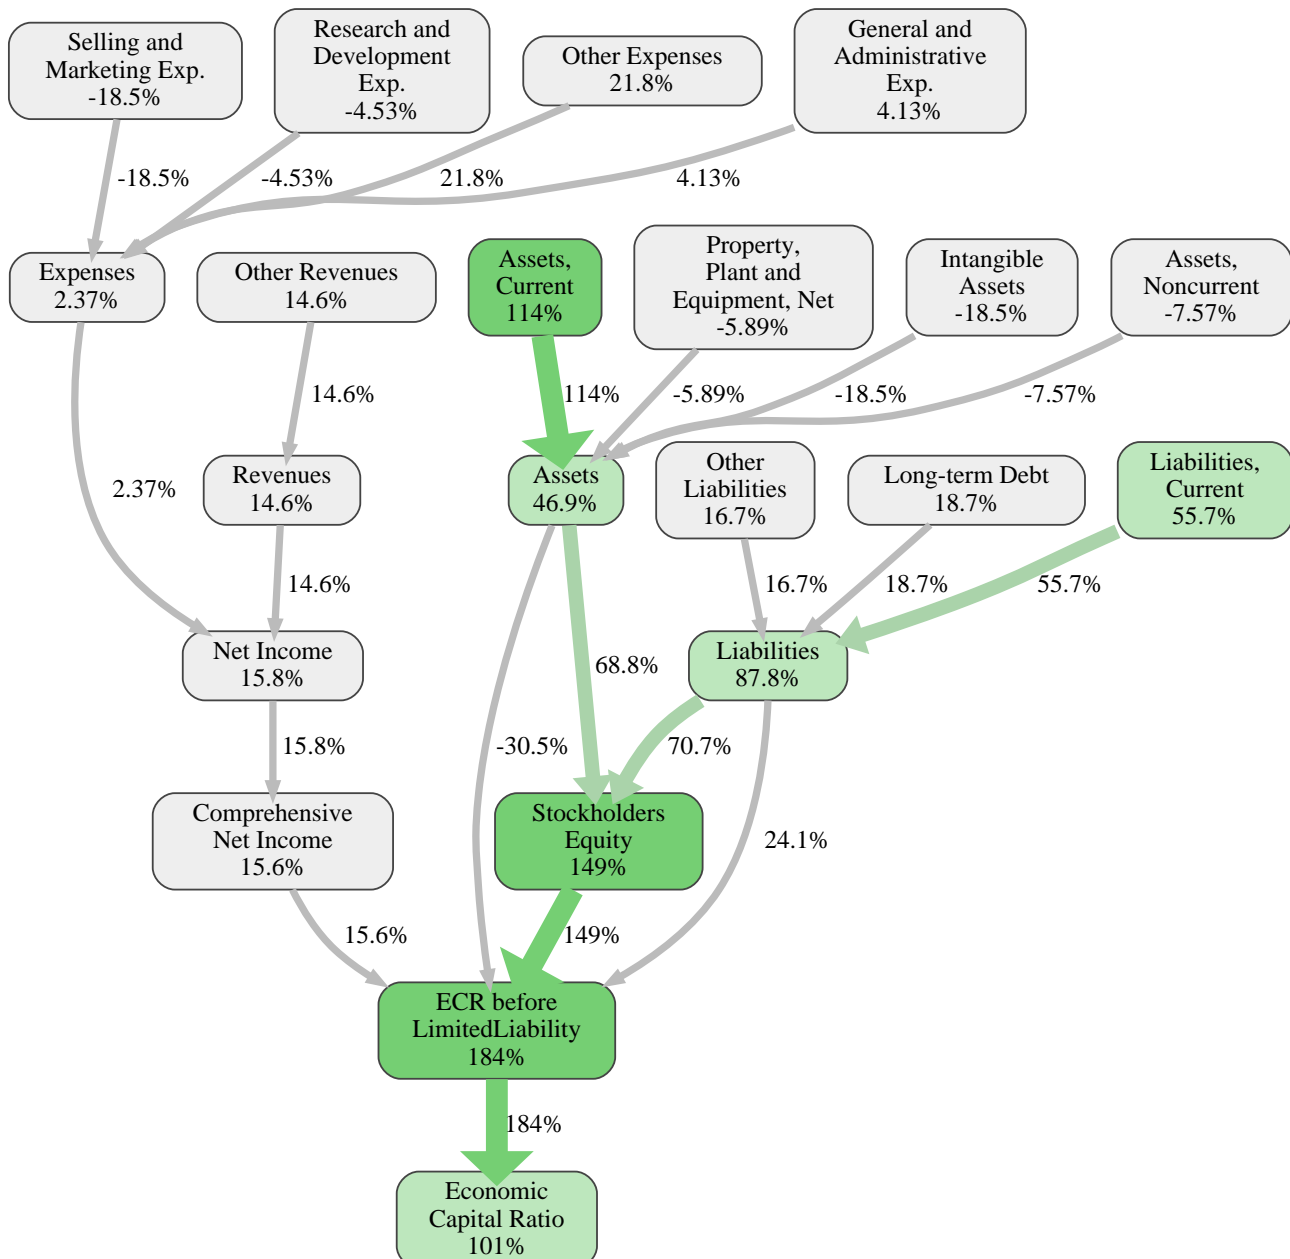 Selling and
Marketing Exp.
-18.5%
Research and
Development
Exp.
-4.53%
Other Expenses
21.8%
General and
Administrative
Exp.
4.13%
-18.5%
-4.53%
21.8%
4.13%
Expenses
2.37%
Other Revenues
14.6%
Assets,
Current
114%
Property,
Plant and
Equipment, Net
-5.89%
Intangible
Assets
-18.5%
Assets,
Noncurrent
-7.57%
14.6%
114%
-5.89%
-18.5%
-7.57%
2.37%
Revenues
14.6%
Assets
46.9%
Other
Liabilities
16.7%
Long-term Debt
18.7%
Liabilities,
Current
55.7%
14.6%
16.7%
18.7%
55.7%
Net Income
15.8%
68.8%
Liabilities
87.8%
15.8%
-30.5%
70.7%
Comprehensive
Net Income
15.6%
Stockholders
Equity
149%
24.1%
15.6%
149%
ECR before
LimitedLiability
184%
184%
Economic
Capital Ratio
101%